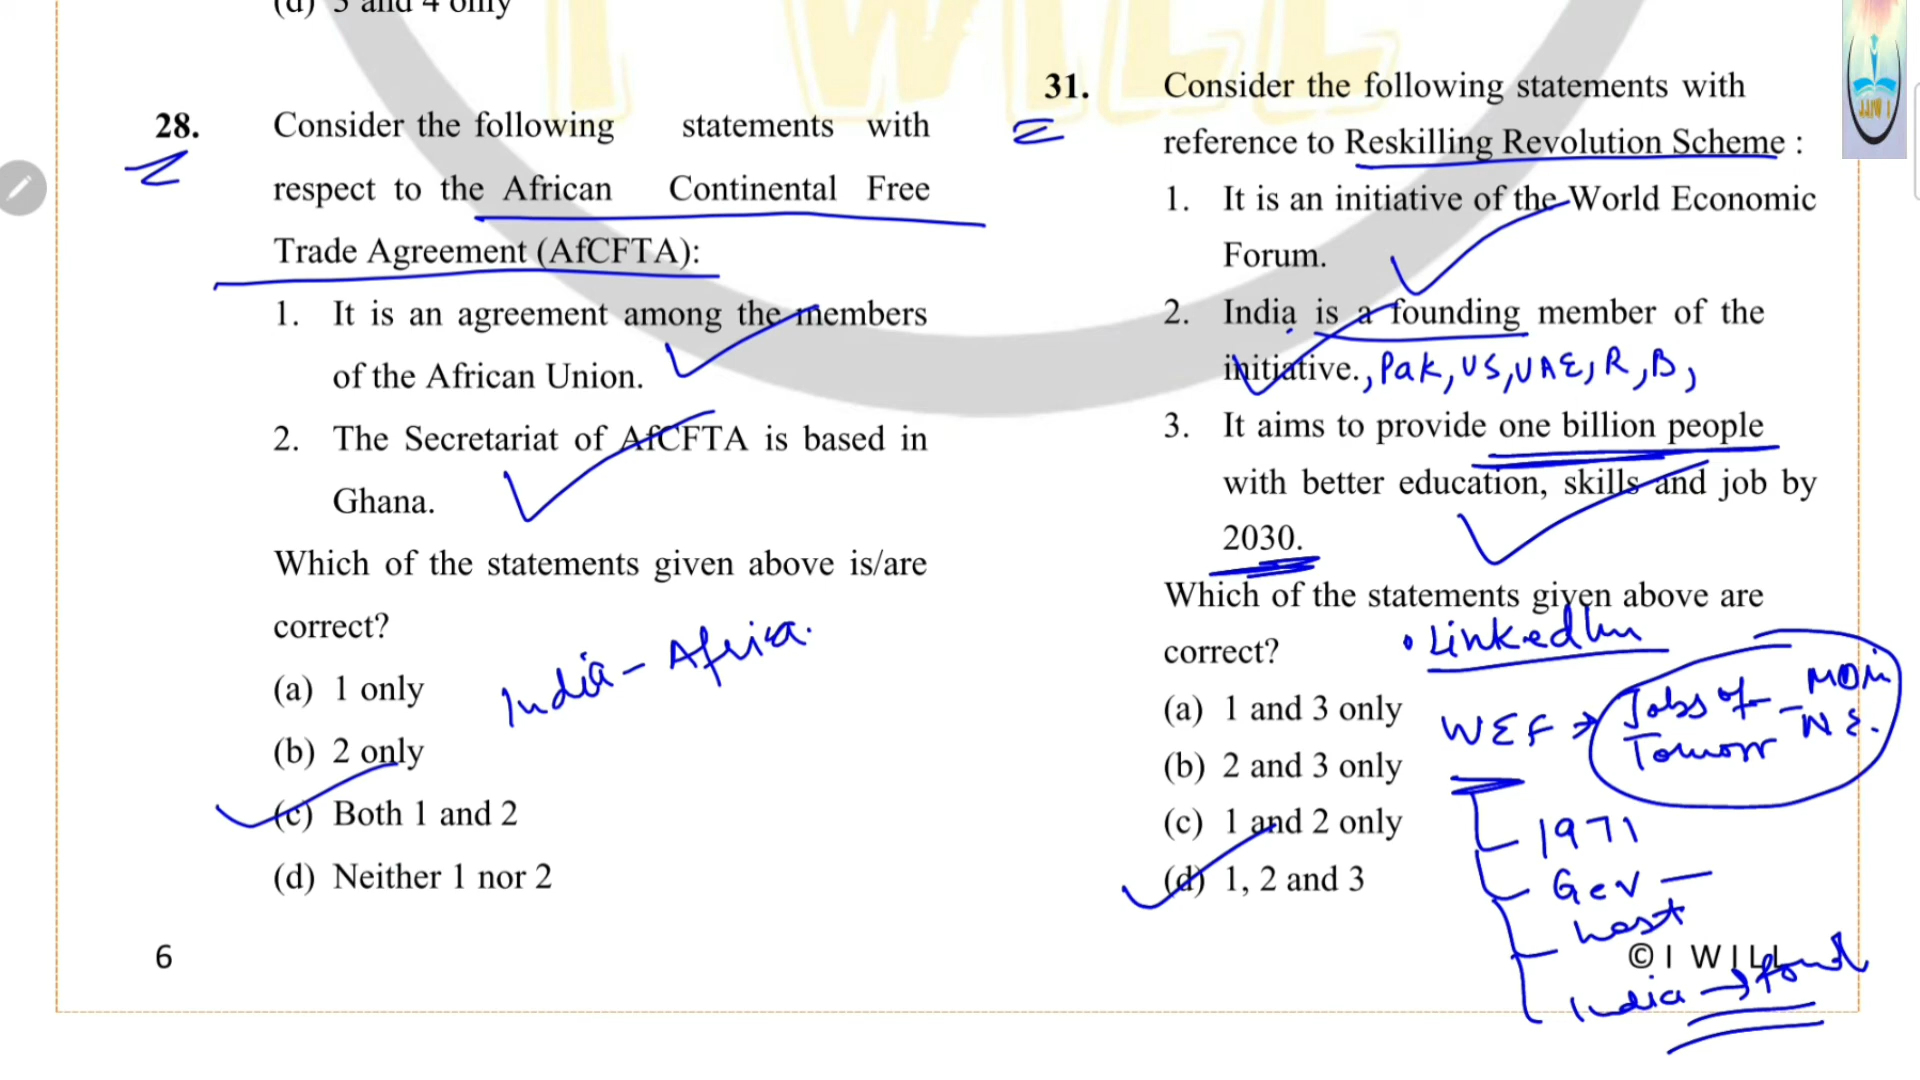 (d) 3 and 4 only
28. Consider the following statements with
respect to the African Continental Free
Trade Agreement (AfCFTA):
1. It is an agreement among the members
of the African Union.
2. The Secretariat of AfCFTA is based in
Ghana.
Which of the statements given above is/are
correct?
India - Africa.
(a) 1 only
(b) 2 only
(c) Both 1 and 2
(d) Neither 1 nor 2
6
31. Consider the following statements with
reference to Reskilling Revolution Scheme :
1. It is an initiative of the World Economic
Forum.
2. India is a founding member of the
initiative., Pak, US, UAE, R, B,
3. It aims to provide one billion people
with better education, skills and job by
2030.
Which of the statements given above are
correct?
• LinkedIn
(a) 1 and 3 only
(b) 2 and 3 only
(c) 1 and 2 only
(d) 1, 2 and 3
WEF → Jobs of
1971
Gev —
host
India → found
© I WILL
I WILL